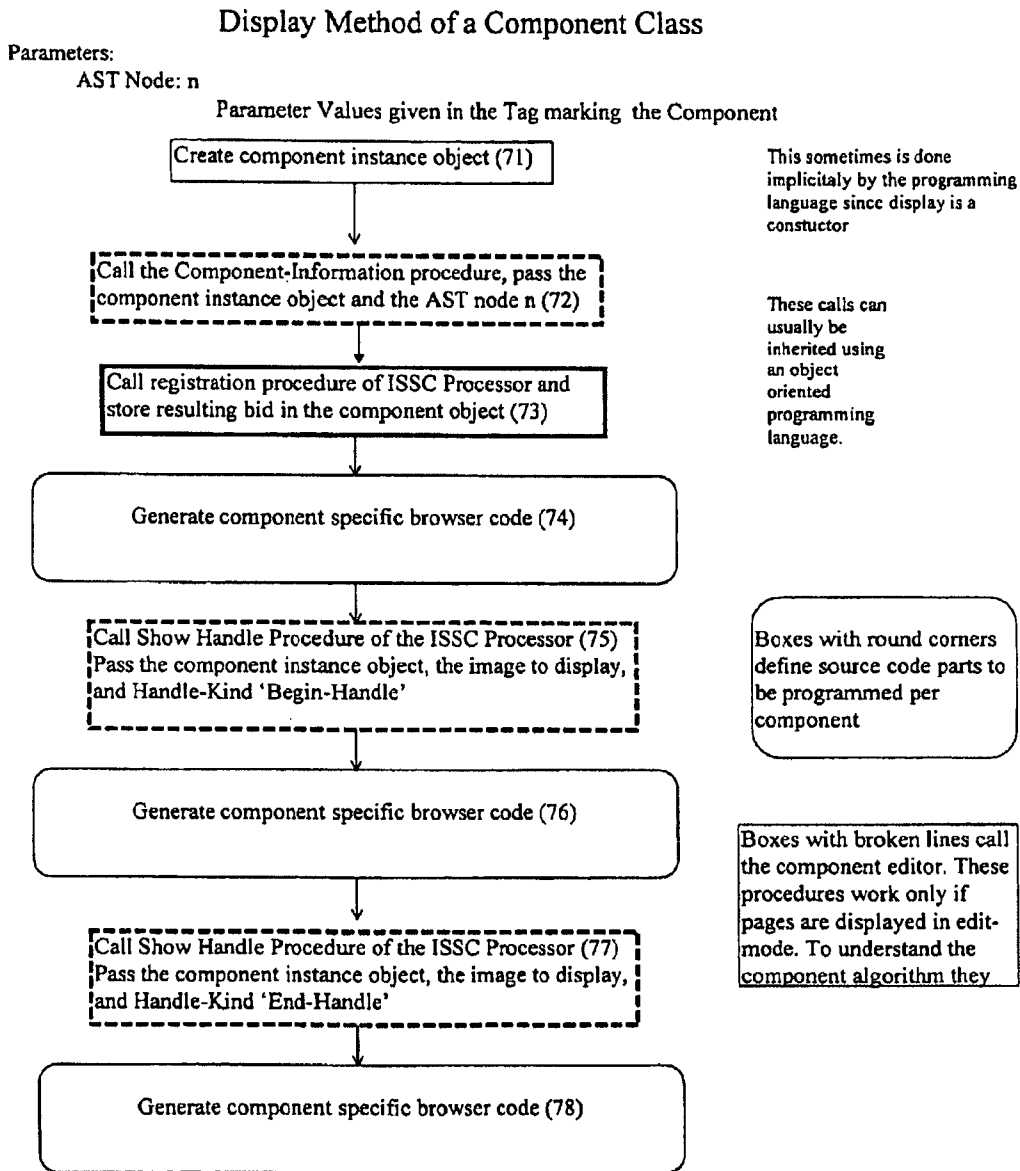 Display Method of a Component Class
Parameters:
AST Node: n
Parameter Values given in the Tag marking the Component
Create component instance object (71)
This sometimes is done
implicitaly by the programming
language since display is a
constuctor
Call the Component-Information procedure, pass the
component instance object and the AST node n (72)
These calls can
usually be
inherited using
an object
oriented
programming
language.
Call registration procedure of ISSC Processor and
store resulting bid in the component object (73)
Generate component specific browser code (74)
Call Show Handle Procedure of the ISSC Processor (75)
Pass the component instance object, the image to display,
and Handle-Kind 'Begin-Handle'
Boxes with round corners
define source code parts to
be programmed per
component
Generate component specific browser code (76)
Boxes with broken lines call
the component editor. These
procedures work only if
pages are displayed in edit-
mode. To understand the
component algorithm they
Call Show Handle Procedure of the ISSC Processor (77)
Pass the component instance object, the image to display,
and Handle-Kind 'End-Handle'
Generate component specific browser code (78)